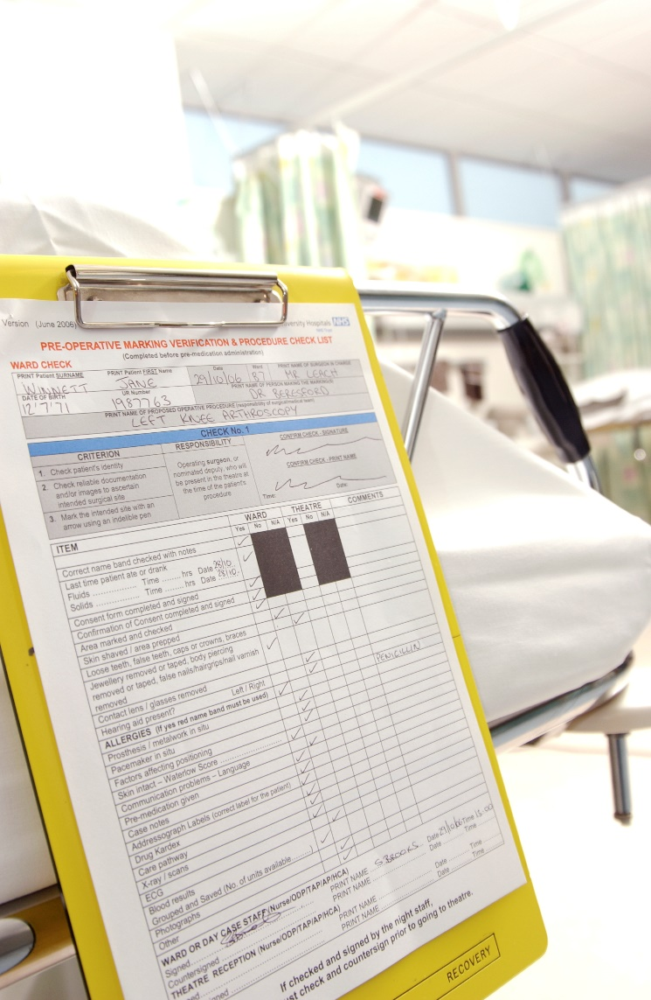 Version (June 2006)
versity Hospitals NHS
PRE-OPERATIVE MARKING VERIFICATION & PROCEDURE CHECK LIST
(Completed before pre-medication administration)
WARD CHECK
PRINT Patient SURNAME PRINT Patient FIRST NAME Date Ward PRINT NAME OF SURGEON IN CHARGE
WINNETT JANE 29/10/06 87 MR LEACH
DATE OF BIRTH UR Number PRINT NAME OF PERSON MAKING THE MARKINGS
12/7/71 1987763 DR BERESFORD
PRINT NAME OF PROPOSED OPERATIVE PROCEDURE (responsibility of surgical/medical team)
LEFT KNEE ARTHROSCOPY
CHECK No. 1
CRITERION RESPONSIBILITY CONFIRM CHECK - SIGNATURE
1. Check patient's identity
2. Check reliable documentation
and/or images to ascertain
intended surgical site
3. Mark the intended site with an
arrow using an indelible pen
Operating surgeon, or
nominated deputy, who will
be present in the theatre at
the time of the patient's
procedure
CONFIRM CHECK - PRINT NAME
Time: Date:
ITEM WARD THEATRE COMMENTS
Yes No N/A Yes No N/A
Correct name band checked with notes
Last time patient ate or drank
Fluids ................ Time ....... hrs Date 28/10.
Solids ................ Time ....... hrs Date 28/10.
Consent form completed and signed
Confirmation of Consent completed and signed
Area marked and checked
Skin shaved / area prepped
Loose teeth, false teeth, caps or crowns, braces
Jewellery removed or taped, body piercing
removed or taped, false nails/hairgrips/nail varnish
removed
Contact lens / glasses removed
Hearing aid present? Left / Right
ALLERGIES (If yes red name band must be used) PENICILLIN
Prosthesis / metalwork in situ
Pacemaker in situ
Factors affecting positioning
Skin intact – Waterlow Score
Communication problems – Language
Pre-medication given
Case notes
Addressograph Labels (correct label for the patient)
Drug Kardex
Care pathway
X-ray / scans
ECG
Blood results
Grouped and Saved (No. of units available..........)
Photographs
Other
WARD OR DAY CASE STAFF (Nurse/ODP/TAP/AP/HCA)
Signed PRINT NAME S.BROOKS Date 29/10/06 Time 13.00
Countersigned PRINT NAME Date Time
THEATRE RECEPTION (Nurse/ODP/TAP/AP/HCA)
PRINT NAME Date Time
PRINT NAME Date Time
If checked and signed by the night staff,
ust check and countersign prior to going to theatre.
RECOVERY